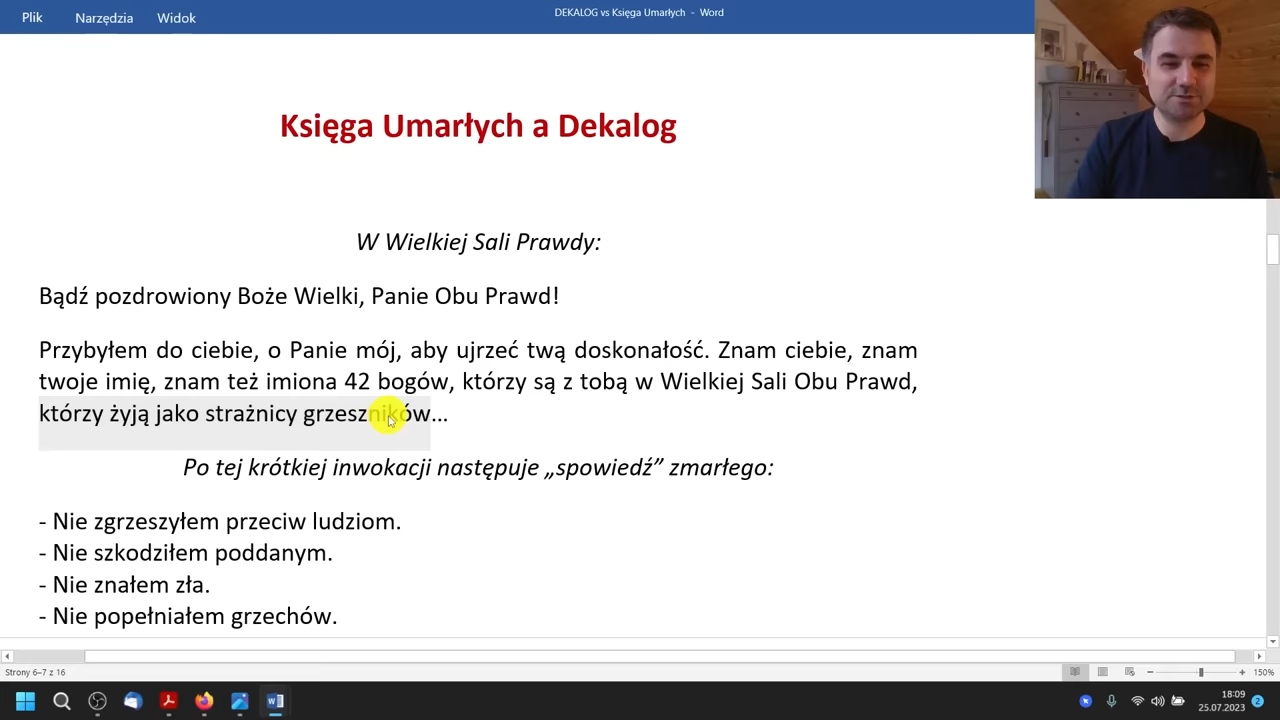 Plik Narzędzia Widok
DEKALOG vs Księga Umarłych - Word
Księga Umarłych a Dekalog
W Wielkiej Sali Prawdy:
Bądź pozdrowiony Boże Wielki, Panie Obu Prawd!
Przybyłem do ciebie, o Panie mój, aby ujrzeć twą doskonałość. Znam ciebie, znam
twoje imię, znam też imiona 42 bogów, którzy są z tobą w Wielkiej Sali Obu Prawd,
którzy żyją jako strażnicy grzeszników...
Po tej krótkiej inwokacji następuje „spowiedź” zmarłego:
- Nie zgrzeszyłem przeciw ludziom.
- Nie szkodziłem poddanym.
- Nie znałem zła.
- Nie popełniałem grzechów.
Strony 6–7 z 16
150%
18:09
25.07.2023
2